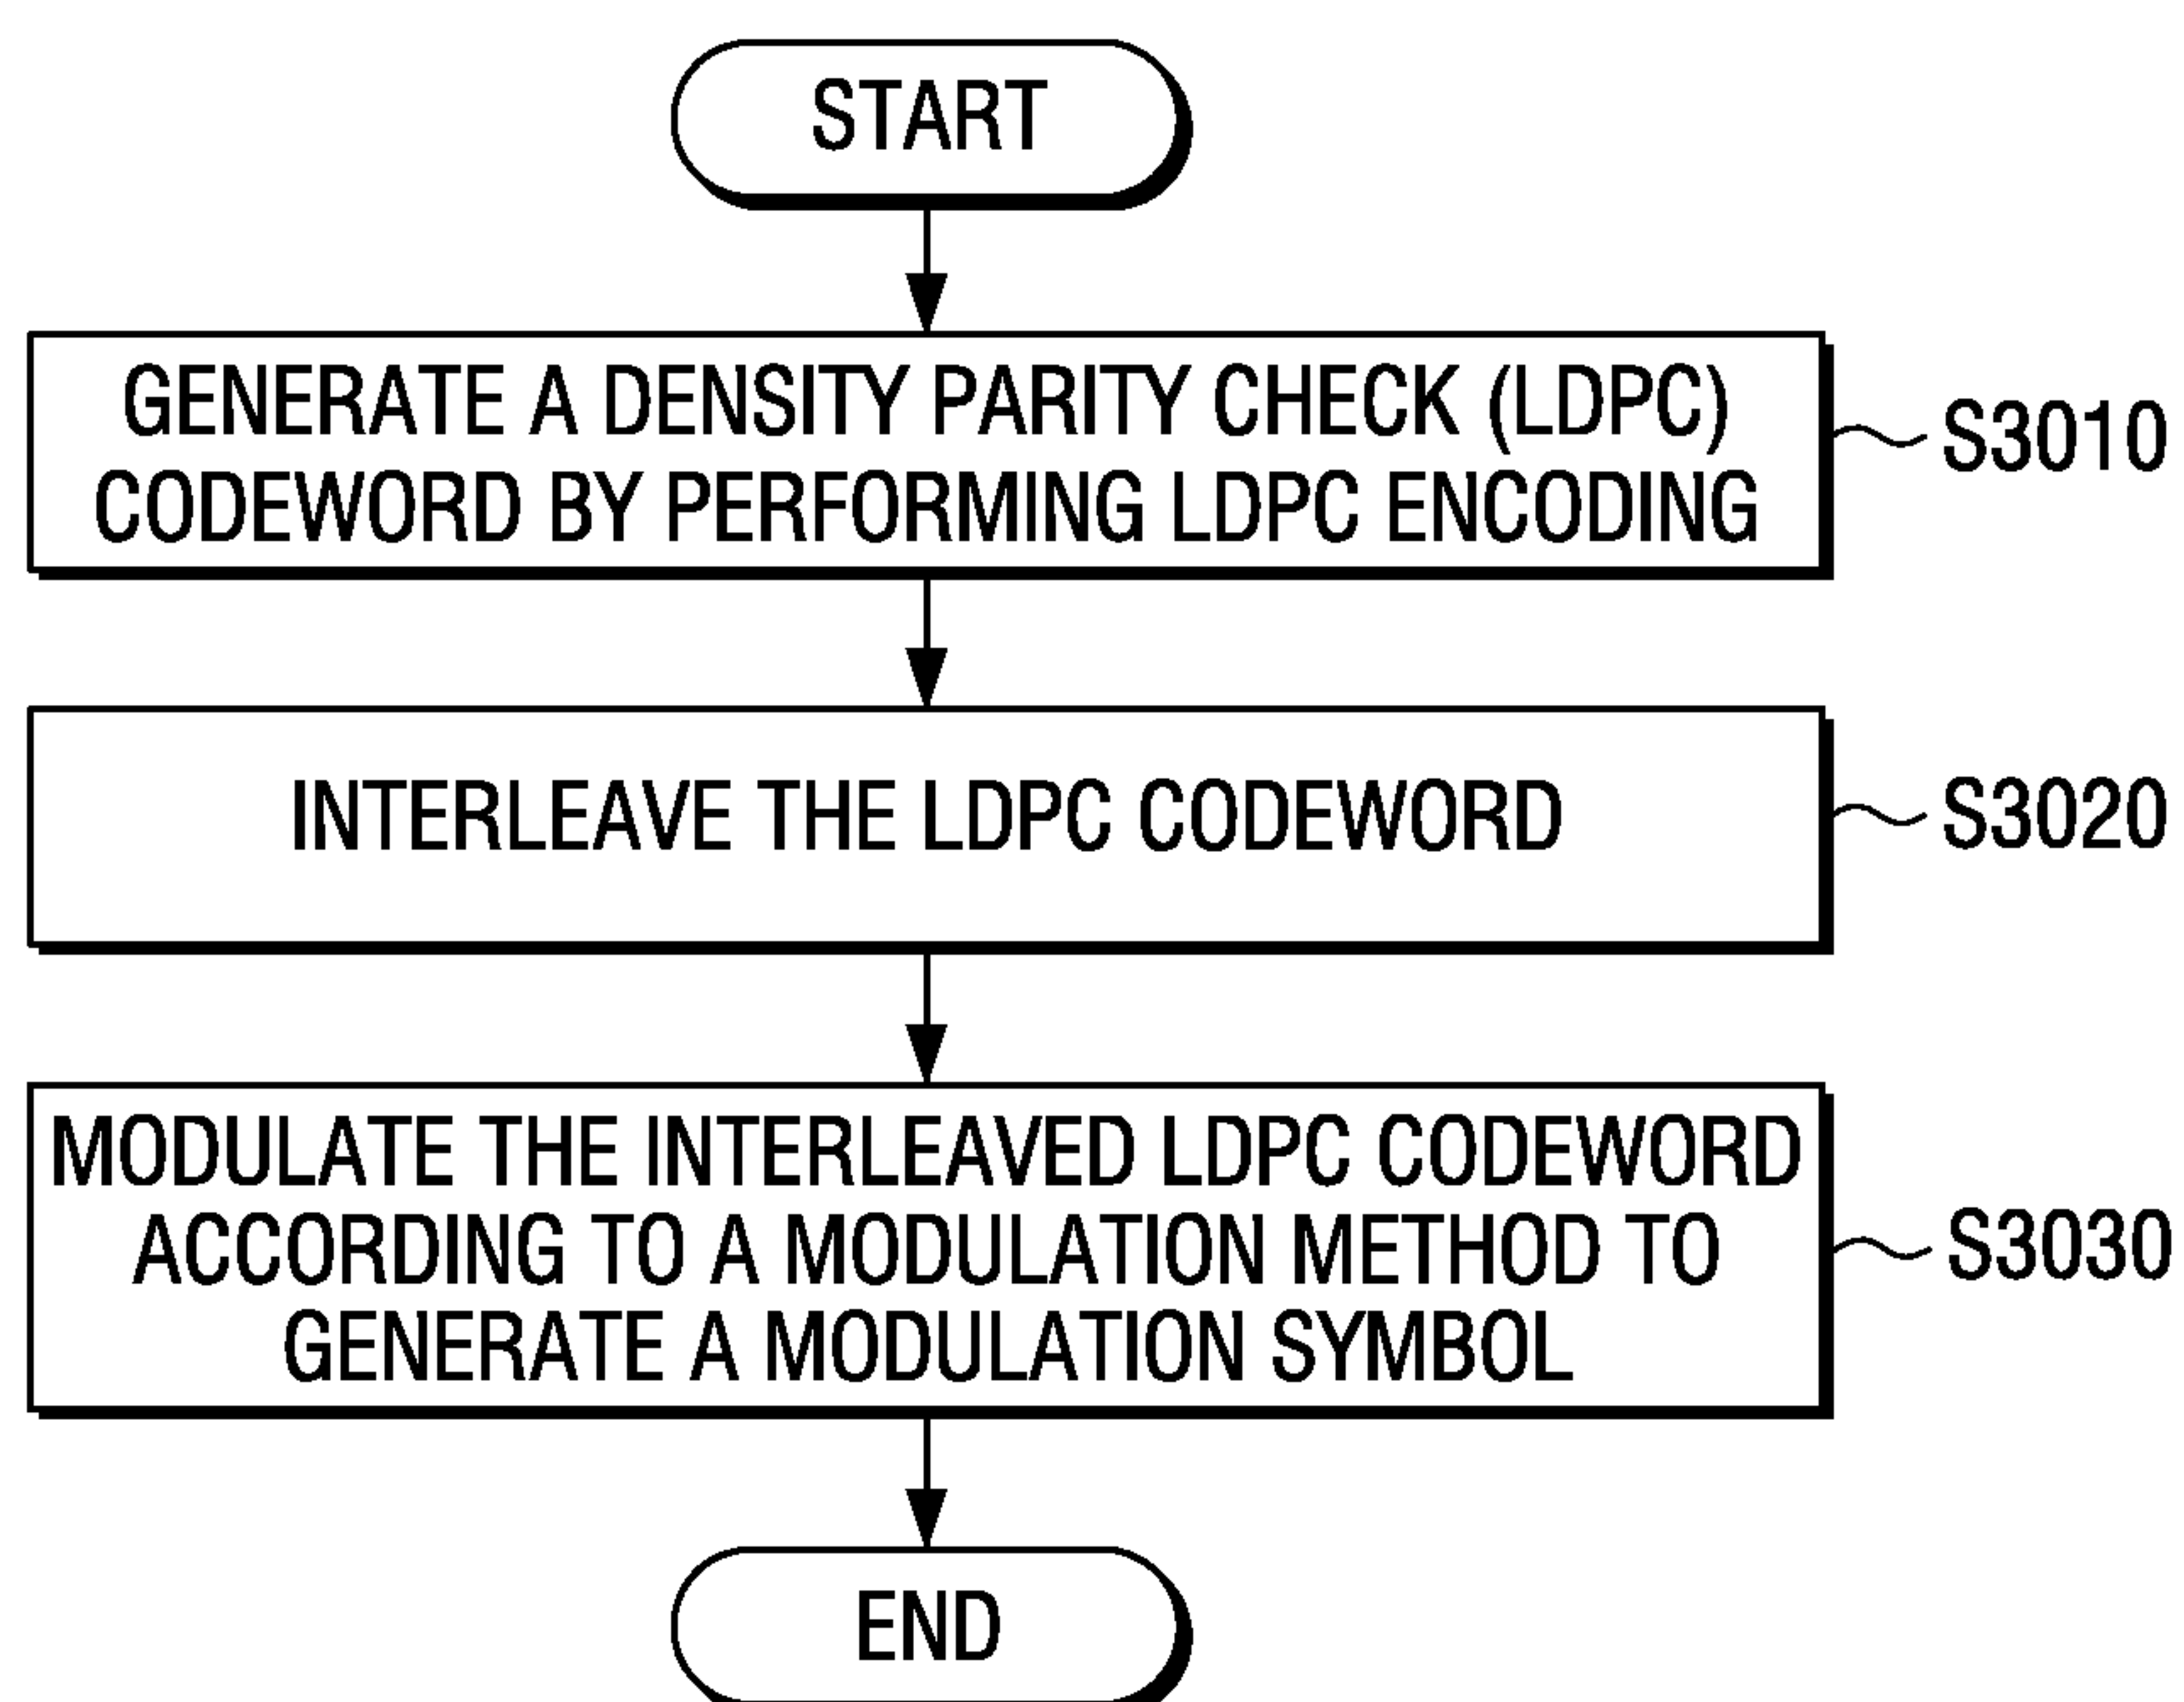 START
GENERATE A DENSITY PARITY CHECK (LDPC)
CODEWORD BY PERFORMING LDPC ENCODING
S3010
INTERLEAVE THE LDPC CODEWORD
S3020
MODULATE THE INTERLEAVED LDPC CODEWORD
ACCORDING TO A MODULATION METHOD TO
GENERATE A MODULATION SYMBOL
S3030
END